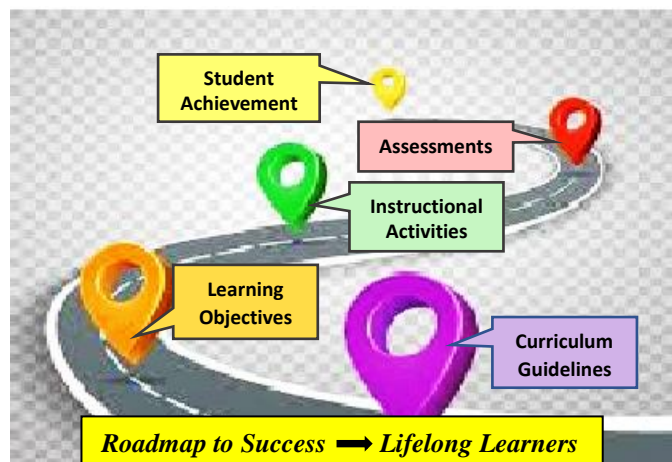 Student
Achievement
Assessments
Instructional
Activities
Learning
Objectives
Curriculum
Guidelines
Roadmap to Success → Lifelong Learners